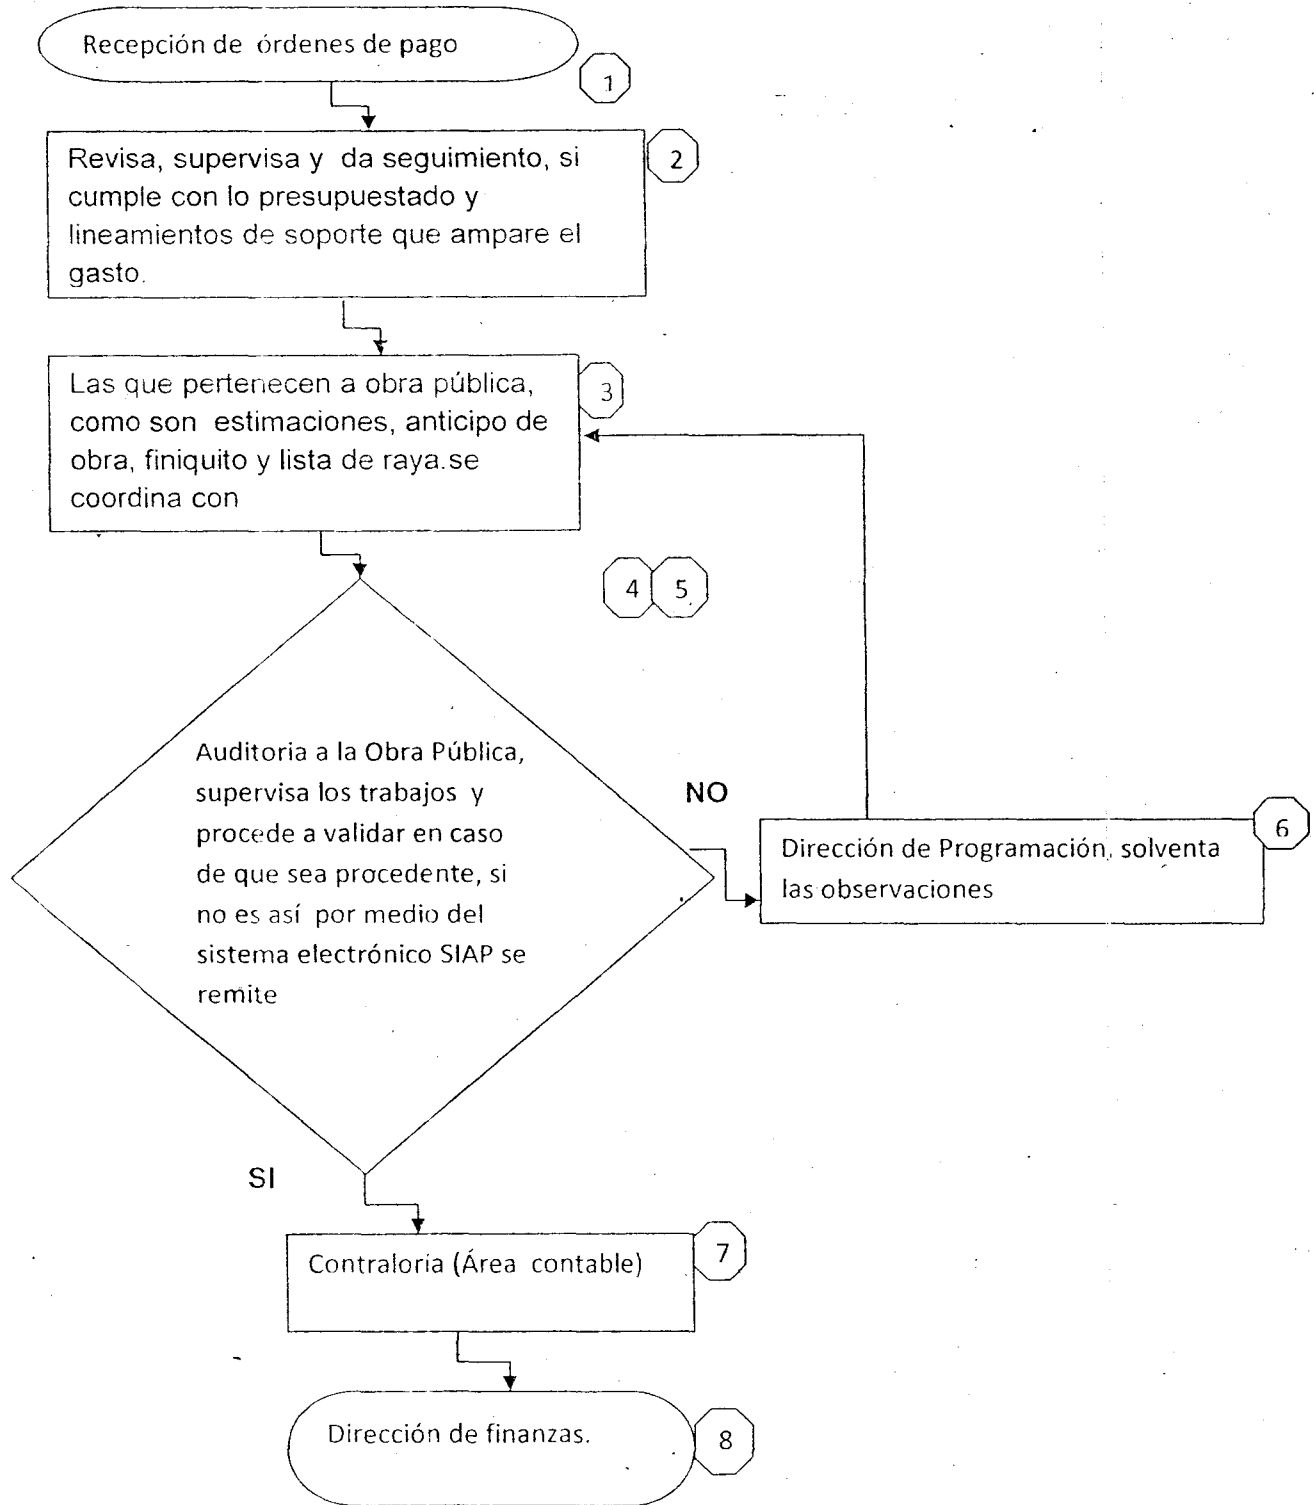 Recepción de órdenes de pago
1
Revisa, supervisa y da seguimiento, si
cumple con lo presupuestado y
lineamientos de soporte que ampare el
gasto.
2
Las que pertenecen a obra pública,
como son estimaciones, anticipo de
obra, finiquito y lista de raya.se
coordina con
3
4
5
Auditoria a la Obra Pública,
supervisa los trabajos y
procede a validar en caso
de que sea procedente, si
no es así por medio del
sistema electrónico SIAP se
remite
NO
Dirección de Programación, solventa
las observaciones
6
SI
Contraloria (Área contable)
7
Dirección de finanzas.
8